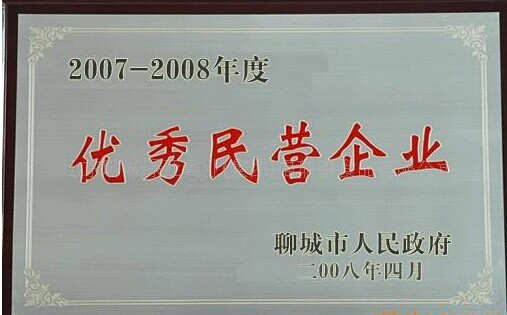 2007-2008年度
优秀民营企业
聊城市人民政府
二00八年四月